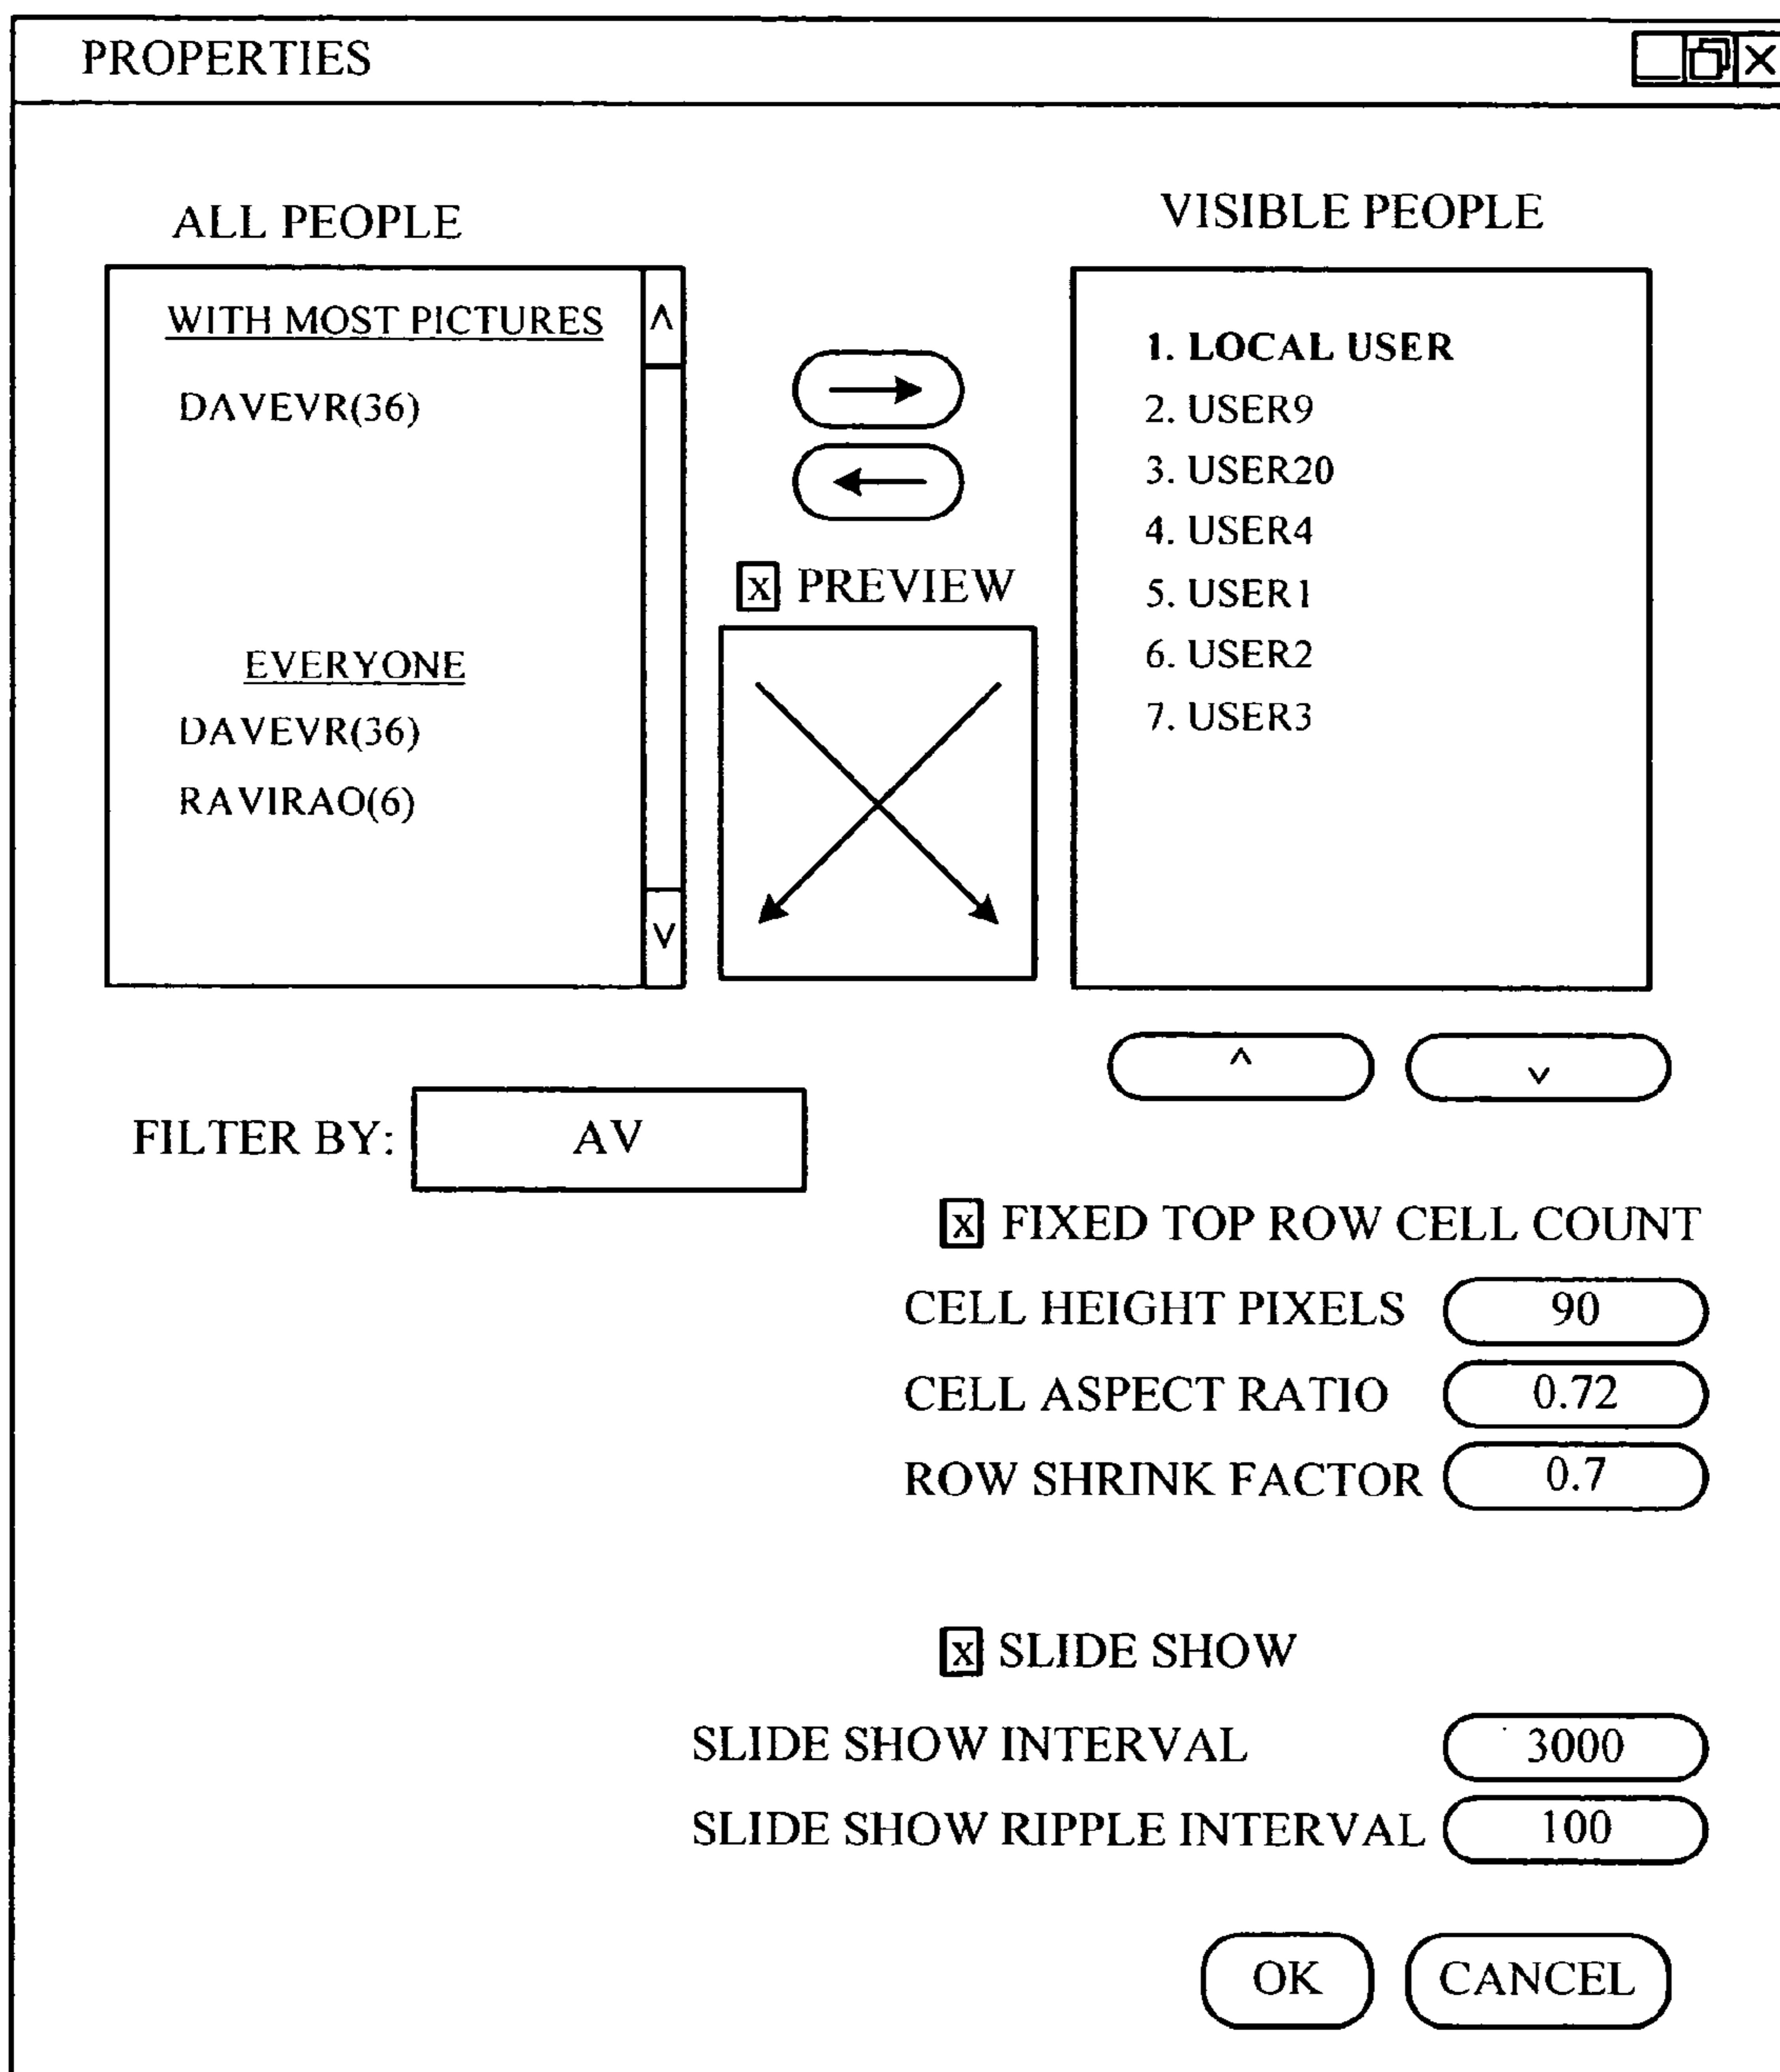 PROPERTIES
ALL PEOPLE
WITH MOST PICTURES
DAVEVR(36)
EVERYONE
DAVEVR(36)
RAVIRAO(6)
X PREVIEW
VISIBLE PEOPLE
1. LOCAL USER
2. USER9
3. USER20
4. USER4
5. USER1
6. USER2
7. USER3
FILTER BY: AV
X FIXED TOP ROW CELL COUNT
CELL HEIGHT PIXELS 90
CELL ASPECT RATIO 0.72
ROW SHRINK FACTOR 0.7
X SLIDE SHOW
SLIDE SHOW INTERVAL 3000
SLIDE SHOW RIPPLE INTERVAL 100
OK CANCEL